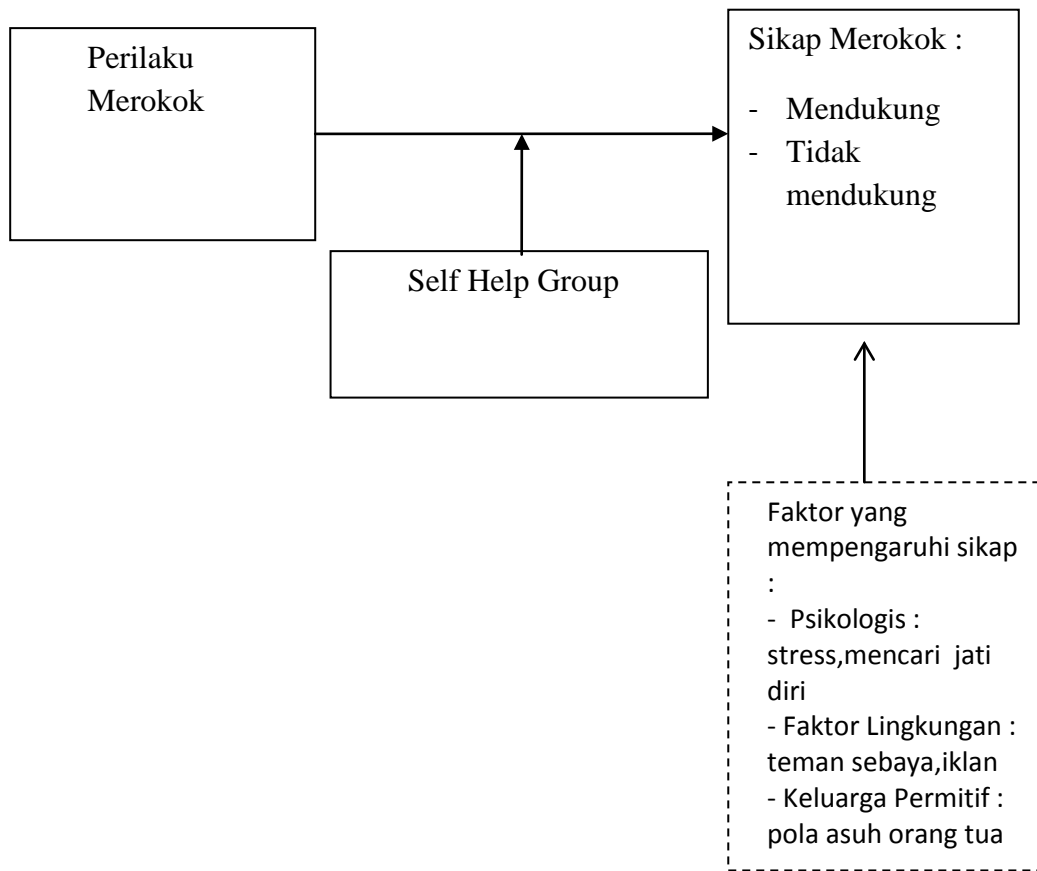 Perilaku
Merokok
Sikap Merokok :
- Mendukung
- Tidak
mendukung
Self Help Group
Faktor yang
mempengaruhi sikap
:
- Psikologis :
stress,mencari jati
diri
- Faktor Lingkungan :
teman sebaya,iklan
- Keluarga Permitif :
pola asuh orang tua